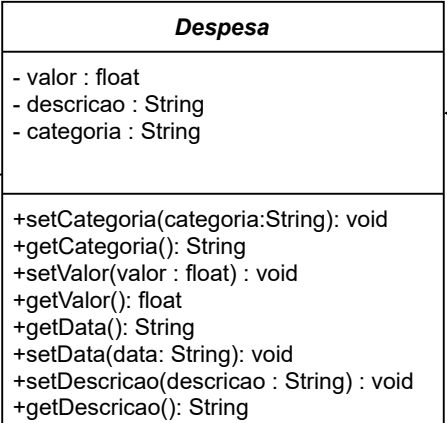 Despesa
- valor : float
- descricao : String
- categoria : String
+setCategoria(categoria:String): void
+getCategoria(): String
+setValor(valor : float) : void
+getValor(): float
+getData(): String
+setData(data: String): void
+setDescricao(descricao : String) : void
+getDescricao(): String